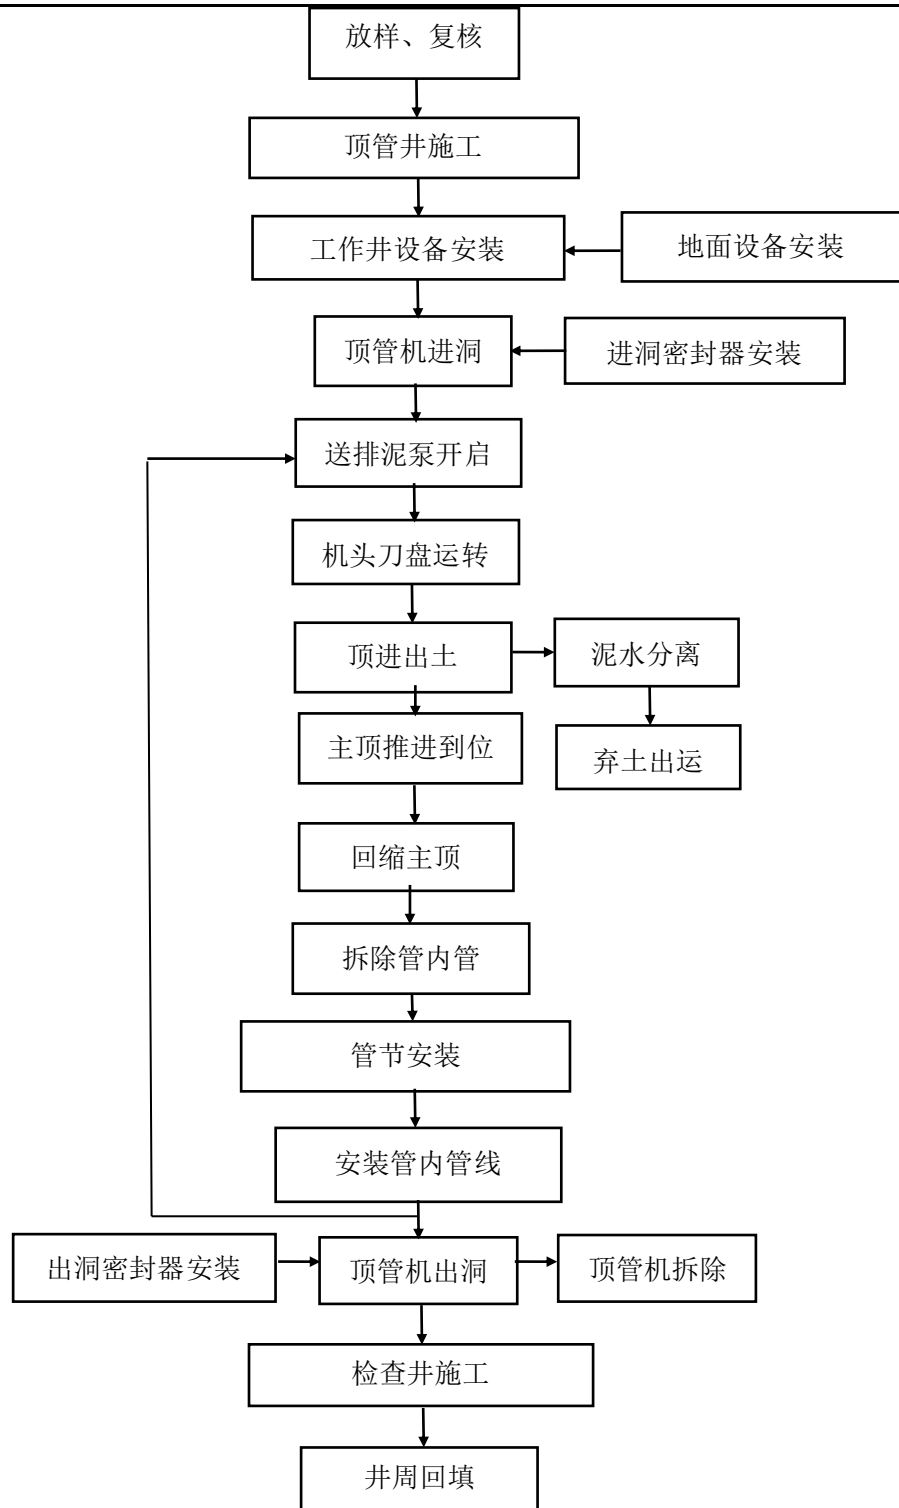 放样、复核
顶管井施工
工作井设备安装
地面设备安装
顶管机进洞
进洞密封器安装
送排泥泵开启
机头刀盘运转
顶进出土
泥水分离
主顶推进到位
弃土出运
回缩主顶
拆除管内管
管节安装
安装管内管线
出洞密封器安装
顶管机出洞
顶管机拆除
检查井施工
井周回填